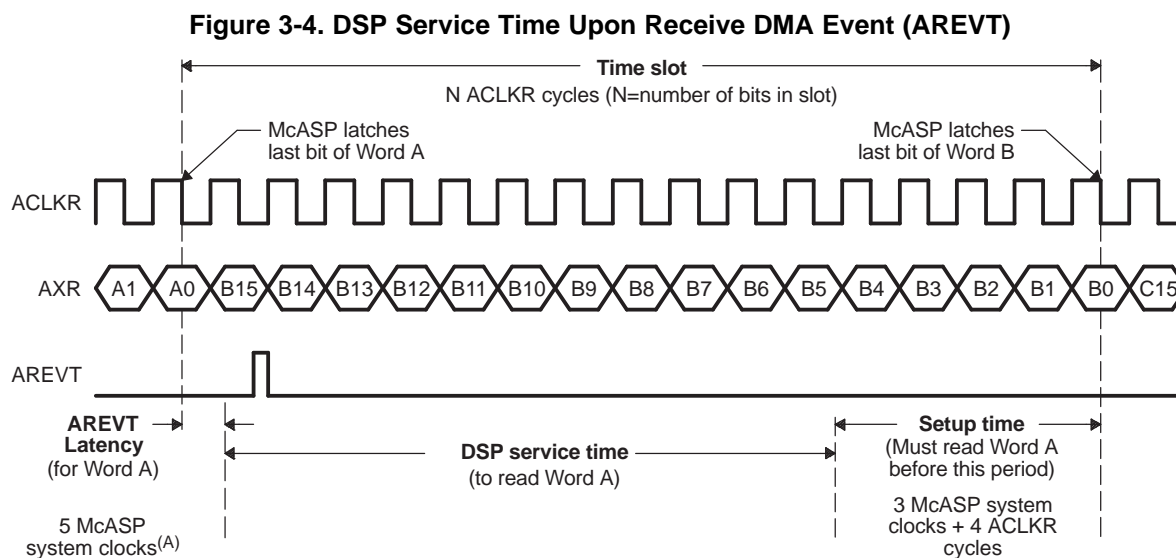 Figure 3-4. DSP Service Time Upon Receive DMA Event (AREVT)
Time slot
N ACLKR cycles (N=number of bits in slot)
McASP latches
last bit of Word A
McASP latches
last bit of Word B
ACLKR
AXR
A1 A0 B15 B14 B13 B12 B11 B10 B9 B8 B7 B6 B5 B4 B3 B2 B1 B0 C15
AREVT
AREVT
Latency
(for Word A)
DSP service time
(to read Word A)
Setup time
(Must read Word A
before this period)
5 McASP
system clocks(A)
3 McASP system
clocks + 4 ACLKR
cycles